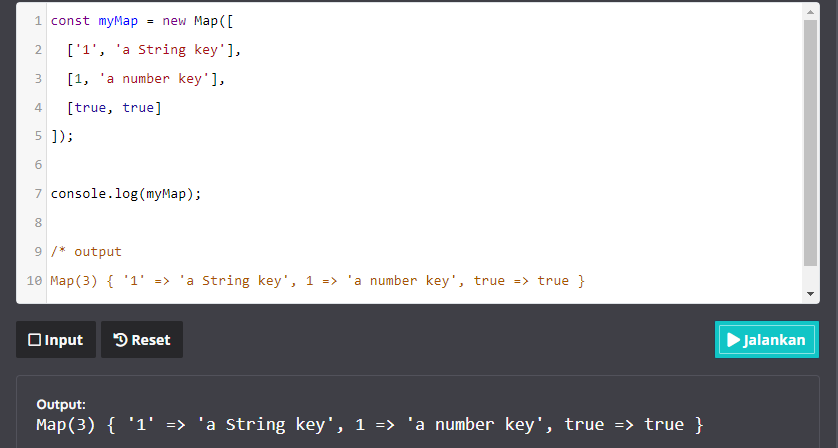 1 const myMap = new Map([
2 ['1', 'a String key'],
3 [1, 'a number key'],
4 [true, true]
5 ]);
6
7 console.log(myMap);
8
9 /* output
10 Map(3) { '1' => 'a String key', 1 => 'a number key', true => true }
Input Reset Jalankan
Output:
Map(3) { '1' => 'a String key', 1 => 'a number key', true => true }